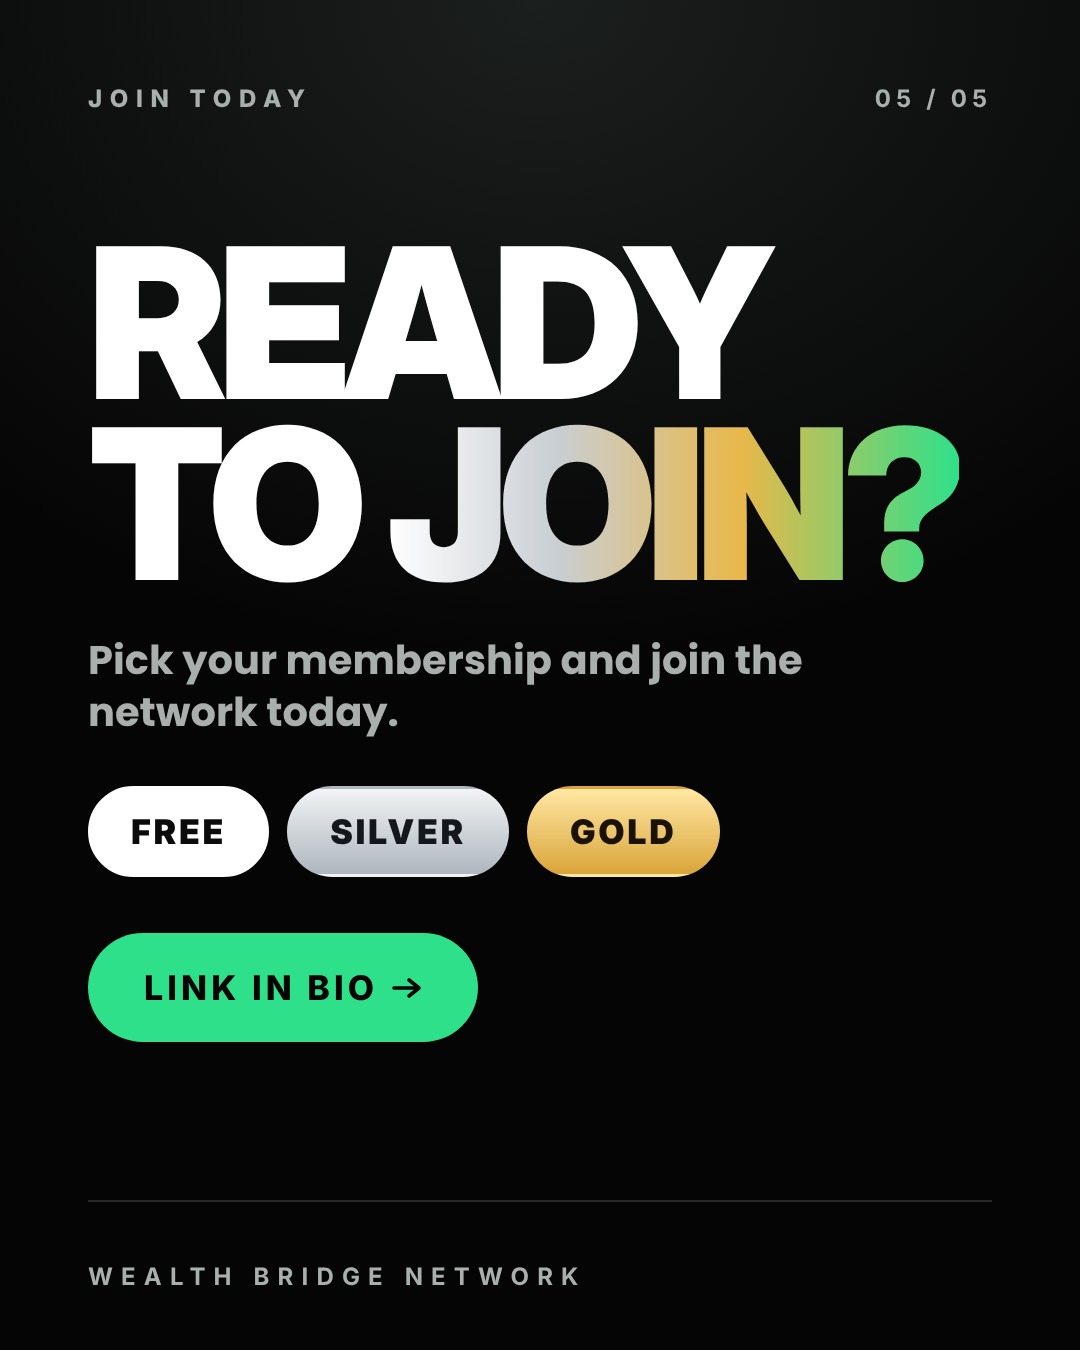 JOIN TODAY
05 / 05
READY
TO JOIN?
Pick your membership and join the
network today.
FREE
SILVER
GOLD
LINK IN BIO →
WEALTH BRIDGE NETWORK